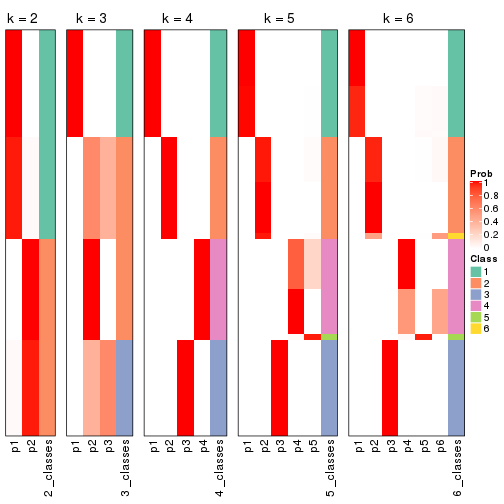 k = 2
k = 3
k = 4
k = 5
k = 6
Prob
1
0.8
0.6
0.4
0.2
0
Class
1
2
3
4
5
6
p1
p2
2_classes
p1
p2
p3
3_classes
p1
p2
p3
p4
4_classes
p1
p2
p3
p4
p5
5_classes
p1
p2
p3
p4
p5
p6
6_classes